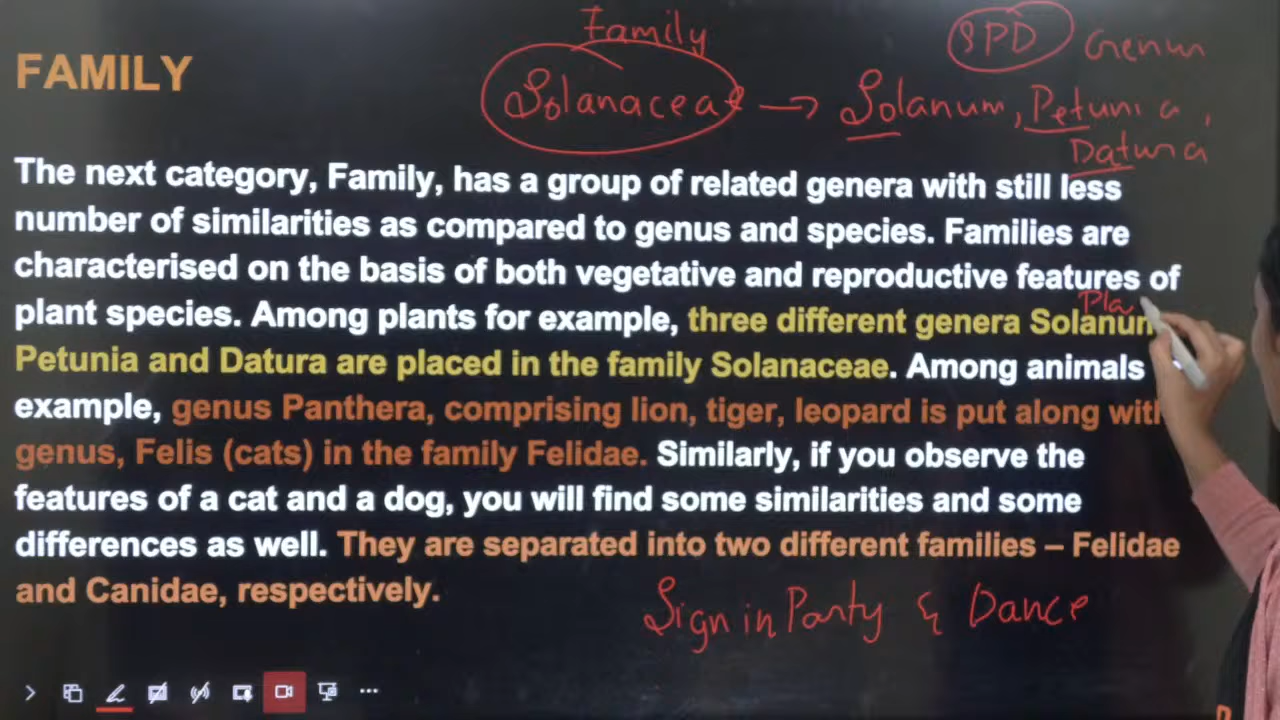 Family
SPD Genum
FAMILY
Solanaceae → Solanum, Petunia,
Datura
The next category, Family, has a group of related genera with still less
number of similarities as compared to genus and species. Families are
characterised on the basis of both vegetative and reproductive features of
Pla
plant species. Among plants for example, three different genera Solanum
Petunia and Datura are placed in the family Solanaceae. Among animals
example, genus Panthera, comprising lion, tiger, leopard is put along with
genus, Felis (cats) in the family Felidae. Similarly, if you observe the
features of a cat and a dog, you will find some similarities and some
differences as well. They are separated into two different families – Felidae
and Canidae, respectively.
Sign in Party & Dance